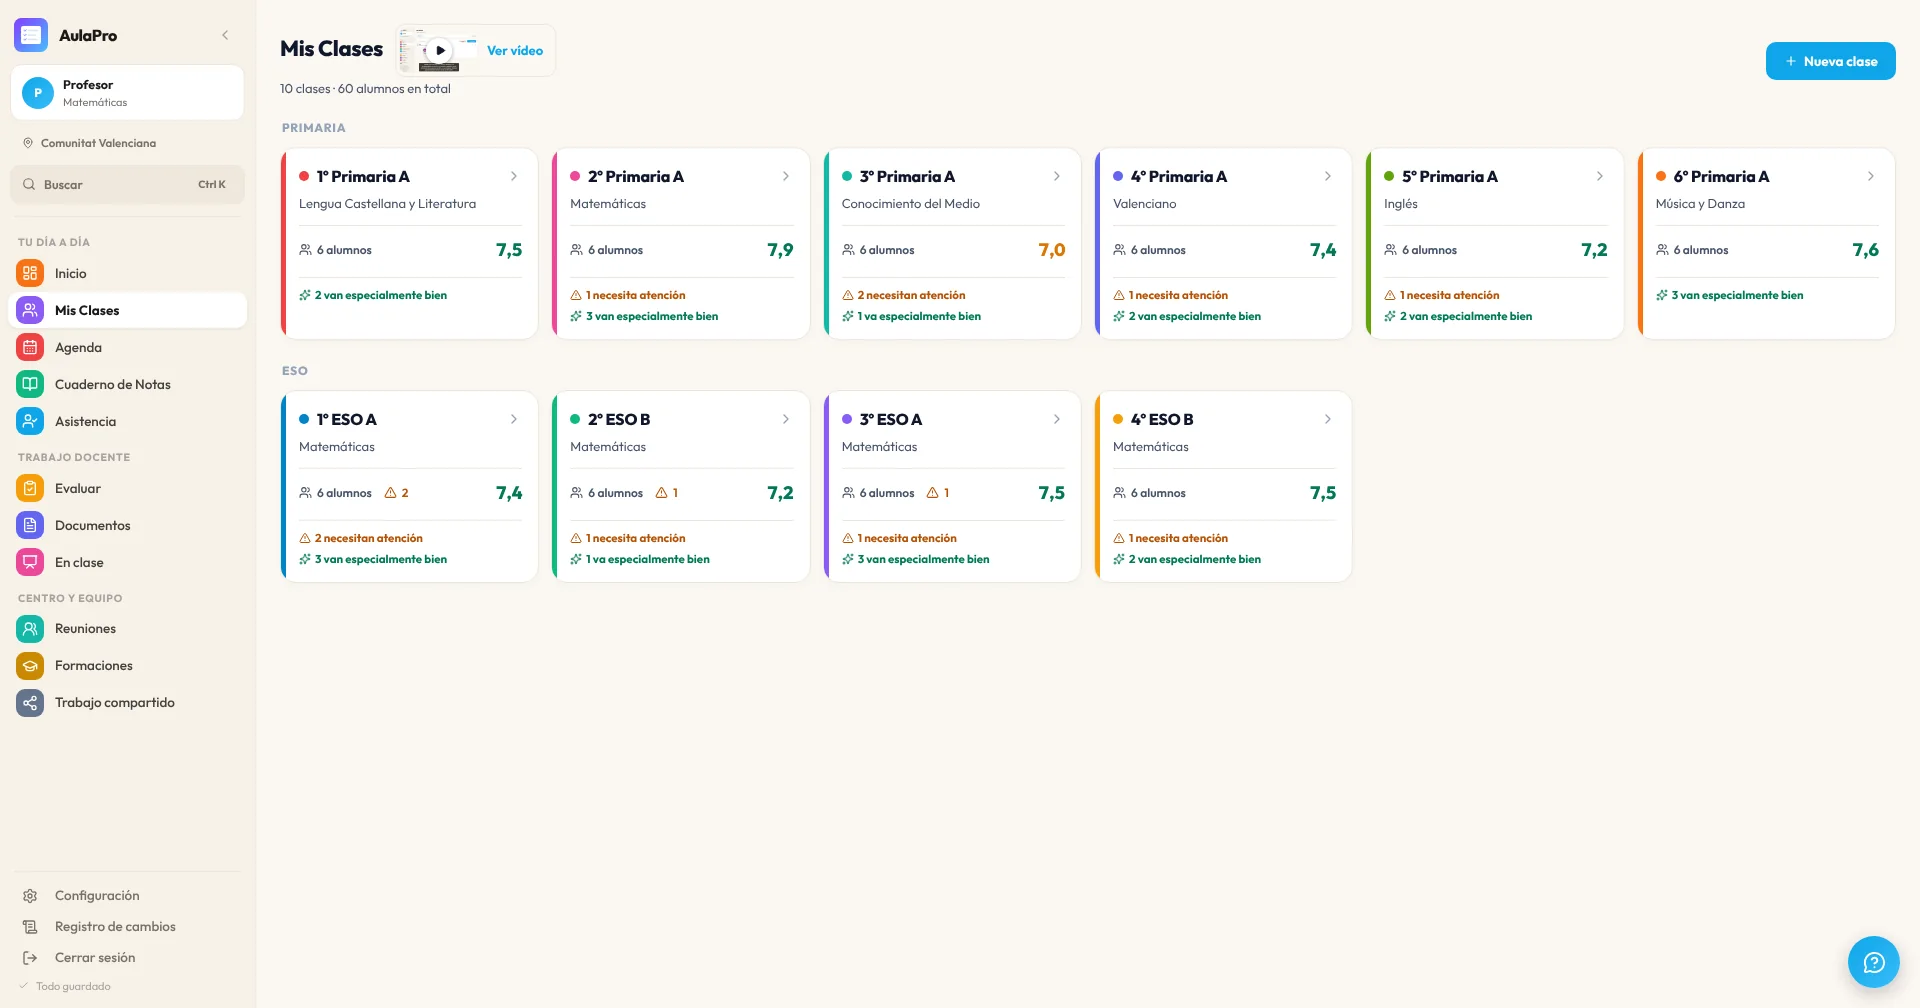 AulaPro
P
Profesor
Matemáticas
Comunitat Valenciana
Buscar
Ctrl K
TU DÍA A DÍA
Inicio
Mis Clases
Agenda
Cuaderno de Notas
Asistencia
TRABAJO DOCENTE
Evaluar
Documentos
En clase
CENTRO Y EQUIPO
Reuniones
Formaciones
Trabajo compartido
Configuración
Registro de cambios
Cerrar sesión
Todo guardado
Mis Clases
Ver vídeo
10 clases · 60 alumnos en total
+ Nueva clase
PRIMARIA
1º Primaria A
Lengua Castellana y Literatura
6 alumnos 7,5
2 van especialmente bien
2º Primaria A
Matemáticas
6 alumnos 7,9
1 necesita atención
3 van especialmente bien
3º Primaria A
Conocimiento del Medio
6 alumnos 7,0
2 necesitan atención
1 va especialmente bien
4º Primaria A
Valenciano
6 alumnos 7,4
1 necesita atención
2 van especialmente bien
5º Primaria A
Inglés
6 alumnos 7,2
1 necesita atención
2 van especialmente bien
6º Primaria A
Música y Danza
6 alumnos 7,6
3 van especialmente bien
ESO
1º ESO A
Matemáticas
6 alumnos 2 7,4
2 necesitan atención
3 van especialmente bien
2º ESO B
Matemáticas
6 alumnos 1 7,2
1 necesita atención
1 va especialmente bien
3º ESO A
Matemáticas
6 alumnos 1 7,5
1 necesita atención
3 van especialmente bien
4º ESO B
Matemáticas
6 alumnos 7,5
1 necesita atención
2 van especialmente bien